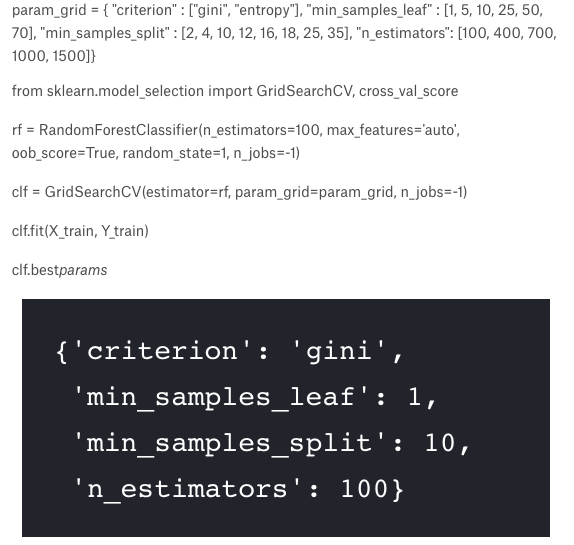 param_grid = { "criterion" : ["gini", "entropy"], "min_samples_leaf" : [1, 5, 10, 25, 50,
70], "min_samples_split" : [2, 4, 10, 12, 16, 18, 25, 35], "n_estimators": [100, 400, 700,
1000, 1500]}
from sklearn.model_selection import GridSearchCV, cross_val_score
rf = RandomForestClassifier(n_estimators=100, max_features='auto',
oob_score=True, random_state=1, n_jobs=-1)
clf = GridSearchCV(estimator=rf, param_grid=param_grid, n_jobs=-1)
clf.fit(X_train, Y_train)
clf.bestparams
{'criterion': 'gini',
'min_samples_leaf': 1,
'min_samples_split': 10,
'n_estimators': 100}